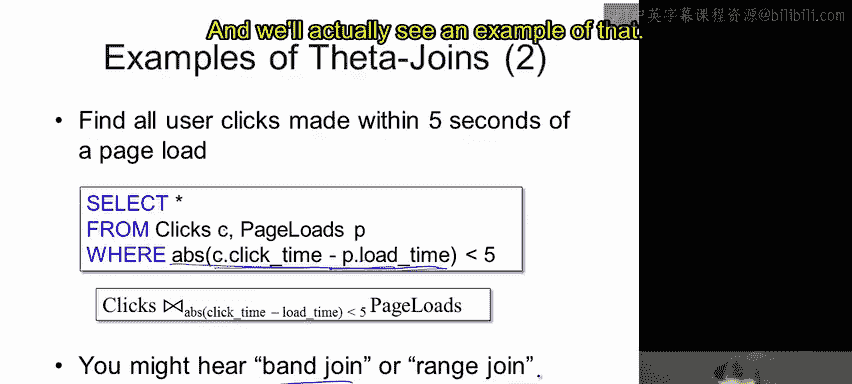 中英字幕课程资源@bilibili.com
And we'll actually see an example of that.
Examples of Theta-Joins (2)
• Find all user clicks made within 5 seconds of
a page load
SELECT *
FROM Clicks c, PageLoads p
WHERE abs(c.click_time - p.load_time) < 5
Clicks ⋈abs(click_time – load_time) < 5 PageLoads
• You might hear “band join” or “range join”.